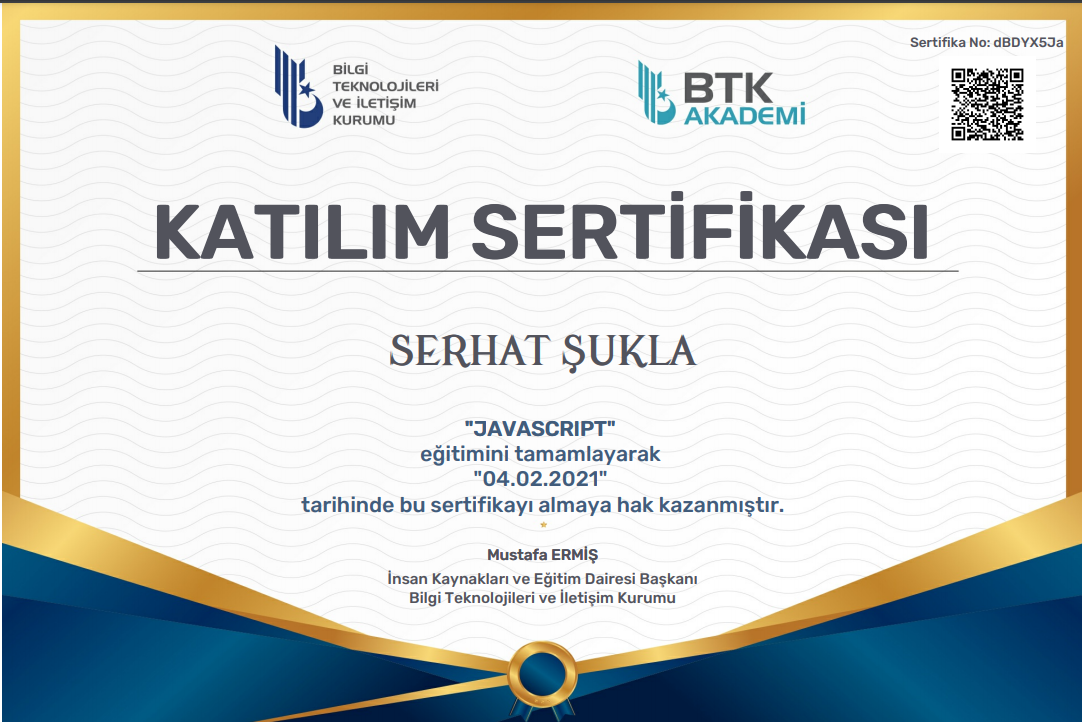 Sertifika No: dBDYX5Ja
BİLGİ
TEKNOLOJİLERİ
VE İLETİŞİM
KURUMU
BTK
AKADEMİ
KATILIM SERTİFİKASI
SERHAT ŞUKLA
"JAVASCRIPT"
eğitimini tamamlayarak
"04.02.2021"
tarihinde bu sertifikayı almaya hak kazanmıştır.
Mustafa ERMİŞ
İnsan Kaynakları ve Eğitim Dairesi Başkanı
Bilgi Teknolojileri ve İletişim Kurumu